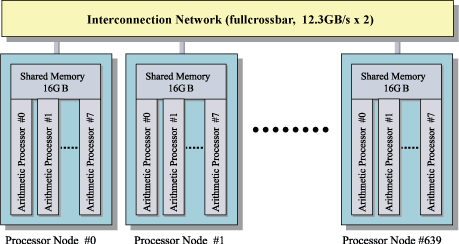 Interconnection Network (fullcrossbar, 12.3GB/s x 2)
Shared Memory
16GB
Arithmetic Processor #0
Arithmetic Processor #1
Arithmetic Processor #7
Shared Memory
16GB
Arithmetic Processor #0
Arithmetic Processor #1
Arithmetic Processor #7
Shared Memory
16GB
Arithmetic Processor #0
Arithmetic Processor #1
Arithmetic Processor #7
Processor Node #0
Processor Node #1
Processor Node #639